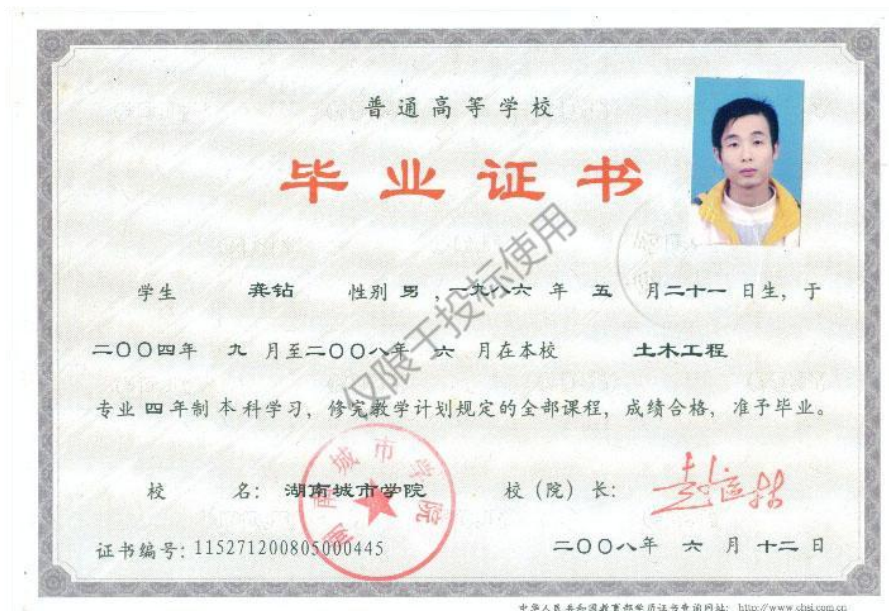 普通高等学校
毕业证书
学生 龚钻 性别 男 ,一九八六 年 五 月二十一 日生，于
二〇〇四年 九 月至二〇〇八年 六 月在本校 土木工程
专业 四 年制 本 科学习，修完教学计划规定的全部课程，成绩合格，准予毕业。
仅限于投标使用
校 名： 湖南城市学院 校（院）长：
湖南城市学院
证书编号：115271200805000445 二〇〇八年 六 月 十二 日
中华人民共和国教育部学历证书查询网址：http://www.chsi.com.cn